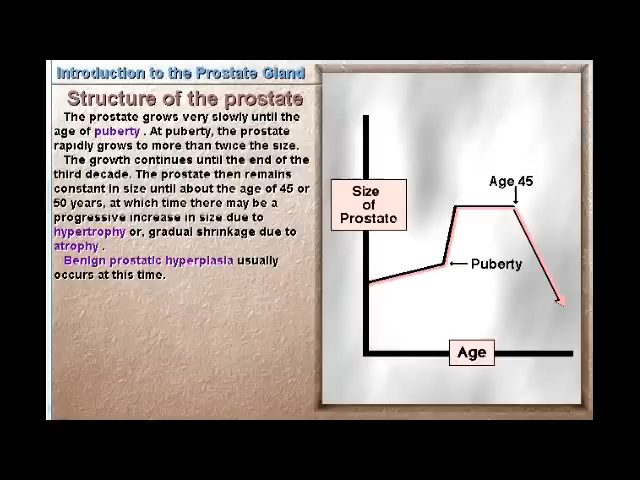 Introduction to the Prostate Gland
Structure of the prostate
The prostate grows very slowly until the
age of puberty . At puberty, the prostate
rapidly grows to more than twice the size.
The growth continues until the end of the
third decade. The prostate then remains
constant in size until about the age of 45 or
50 years, at which time there may be a
progressive increase in size due to
hypertrophy or, gradual shrinkage due to
atrophy .
Benign prostatic hyperplasia usually
occurs at this time.
Size
of
Prostate
Age 45
Puberty
Age